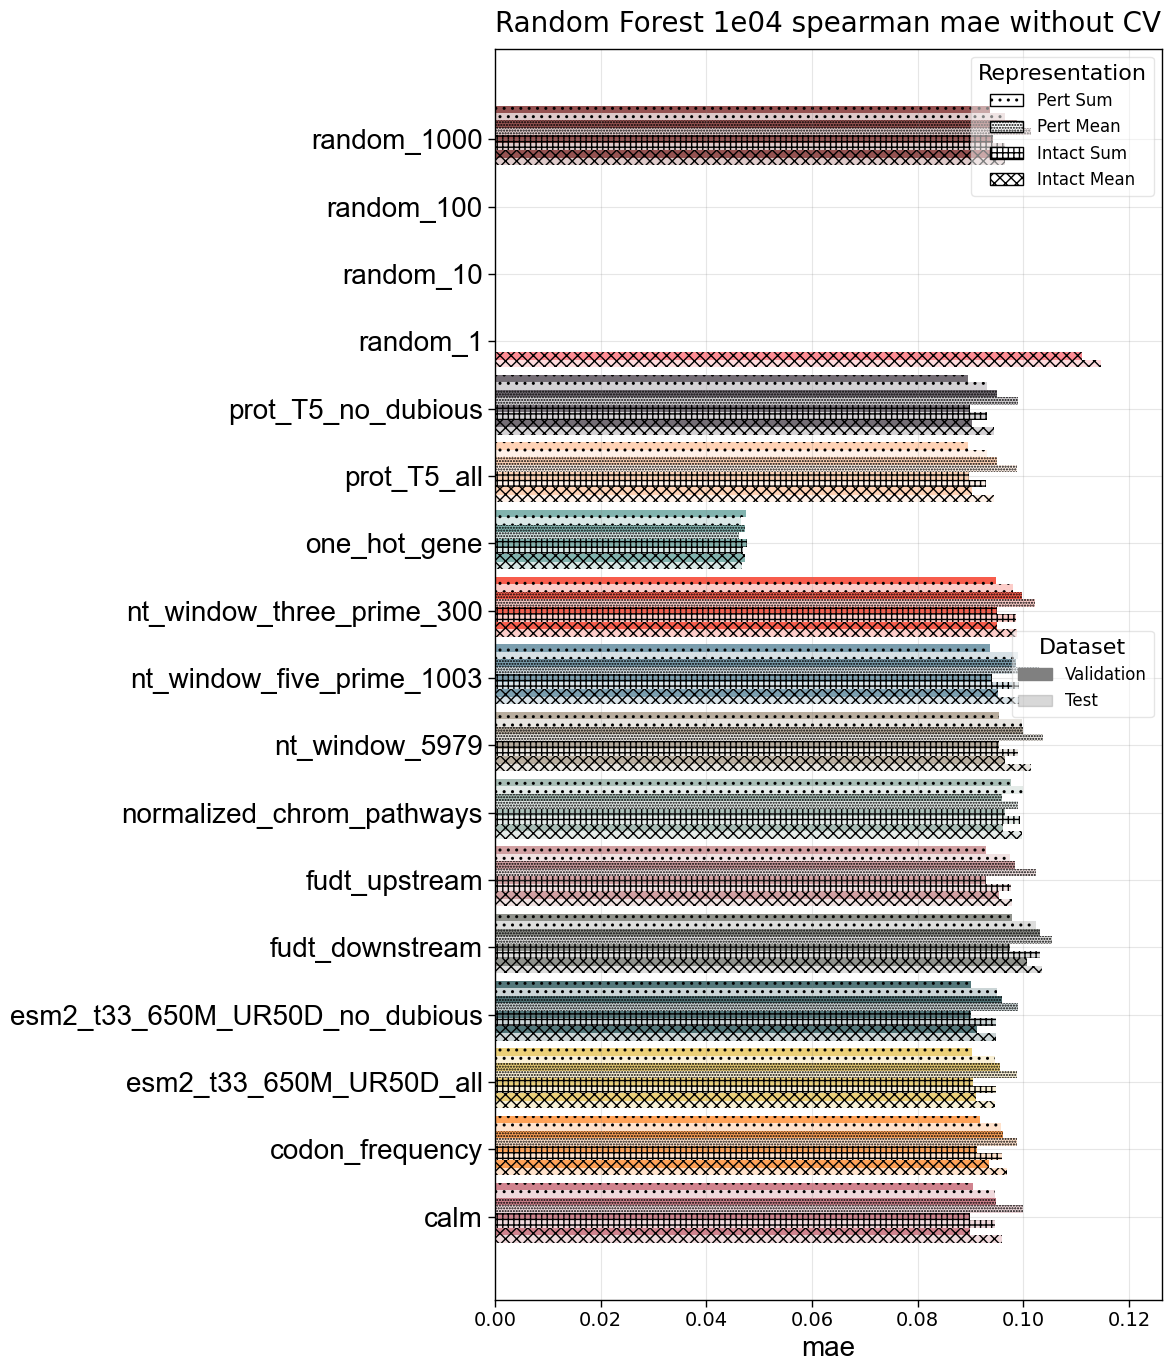 Random Forest 1e04 spearman mae without CV
Representation
Pert Sum
Pert Mean
Intact Sum
Intact Mean
random_1000
random_100
random_10
random_1
prot_T5_no_dubious
prot_T5_all
one_hot_gene
nt_window_three_prime_300
nt_window_five_prime_1003
nt_window_5979
normalized_chrom_pathways
fudt_upstream
fudt_downstream
esm2_t33_650M_UR50D_no_dubious
esm2_t33_650M_UR50D_all
codon_frequency
calm
Dataset
Validation
Test
0.00 0.02 0.04 0.06 0.08 0.10 0.12
mae